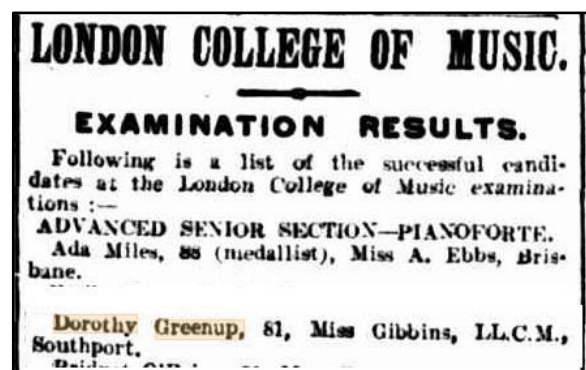 LONDON COLLEGE OF MUSIC.
EXAMINATION RESULTS.
Following is a list of the successful candi-
dates at the London College of Music examina-
tions :—
ADVANCED SENIOR SECTION—PIANOFORTE.
Ada Miles, 88 (medallist), Miss A. Ebbs, Bris-
bane.
Dorothy Greenup, 81, Miss Gibbins, LL.C.M.,
Southport.